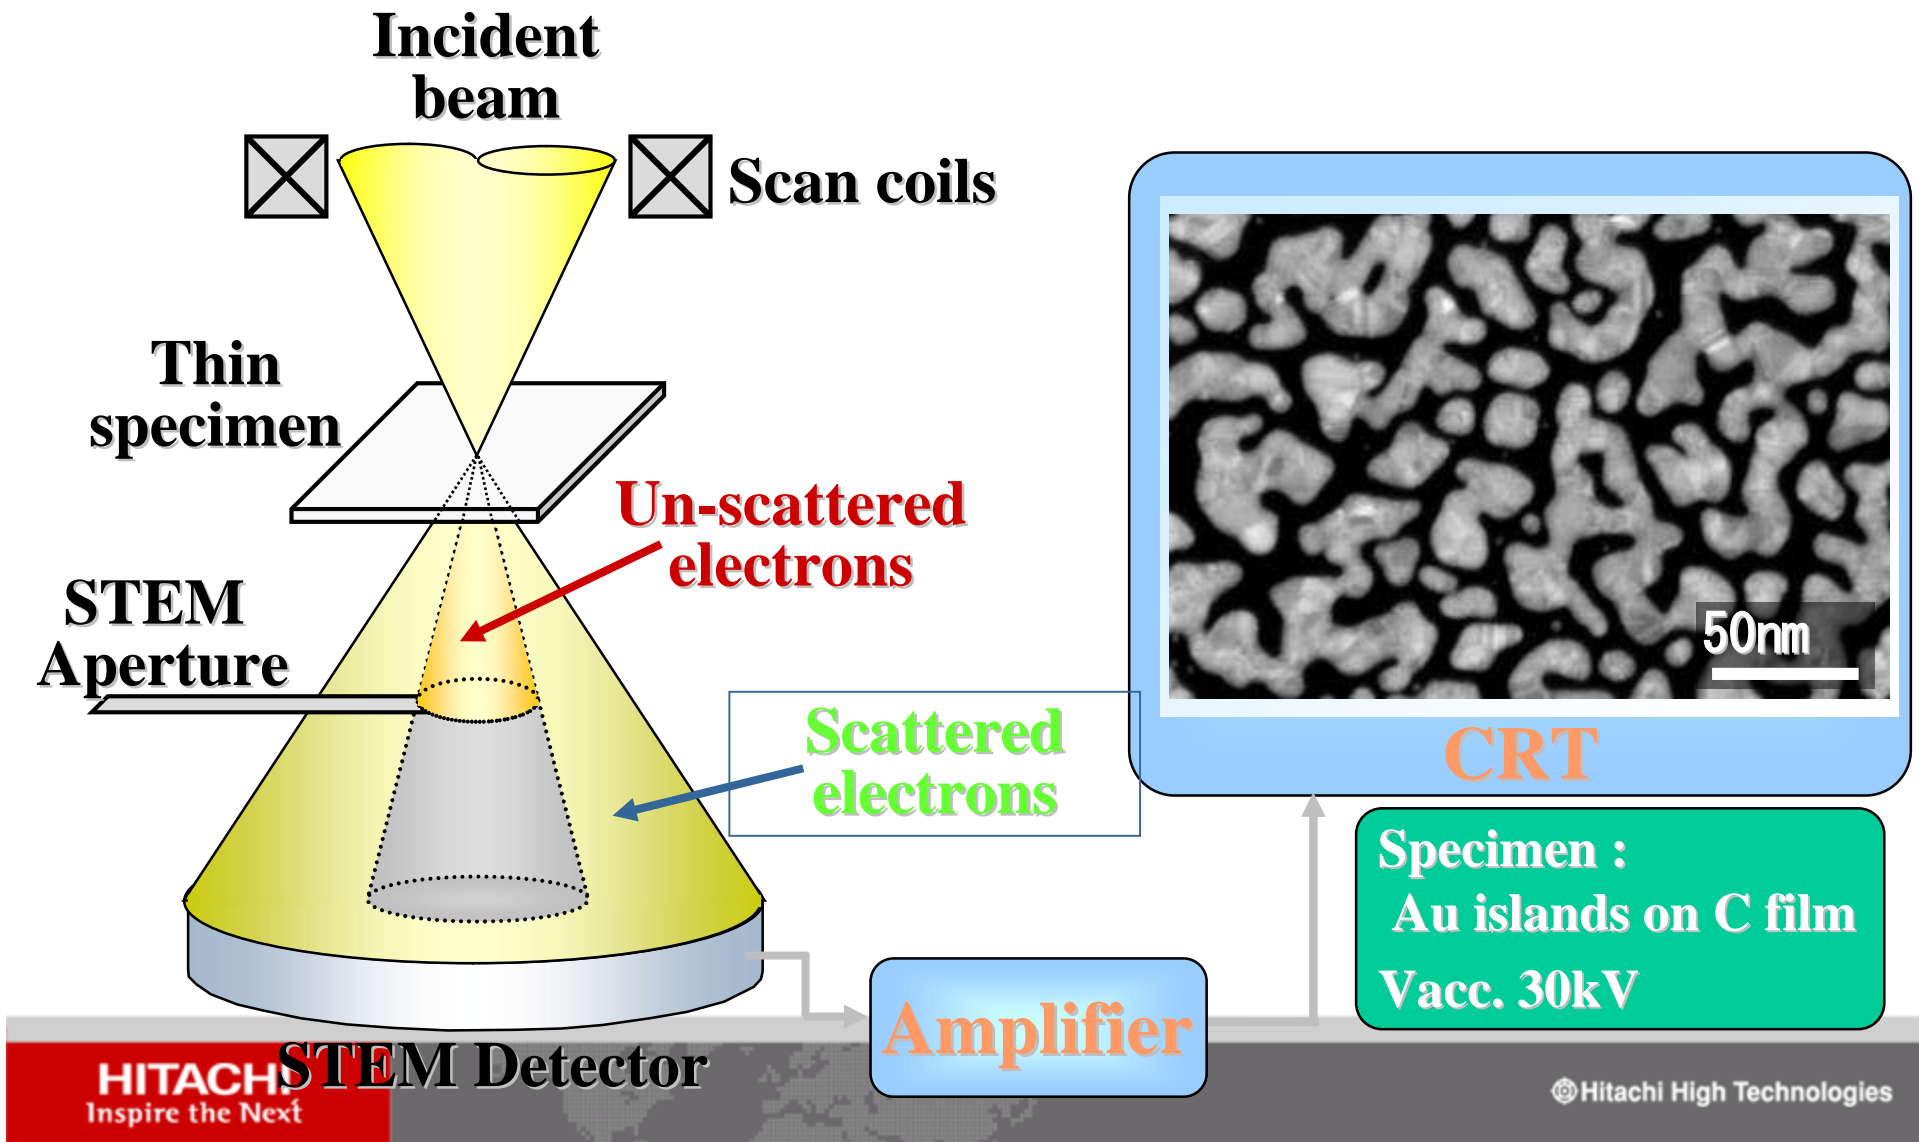 Incident
beam
Scan coils
Thin
specimen
Un-scattered
electrons
STEM
Aperture
50nm
Scattered
electrons
CRT
Specimen :
Au islands on C film
Vacc. 30kV
Amplifier
STEM Detector
HITACHI
Inspire the Next
Hitachi High Technologies